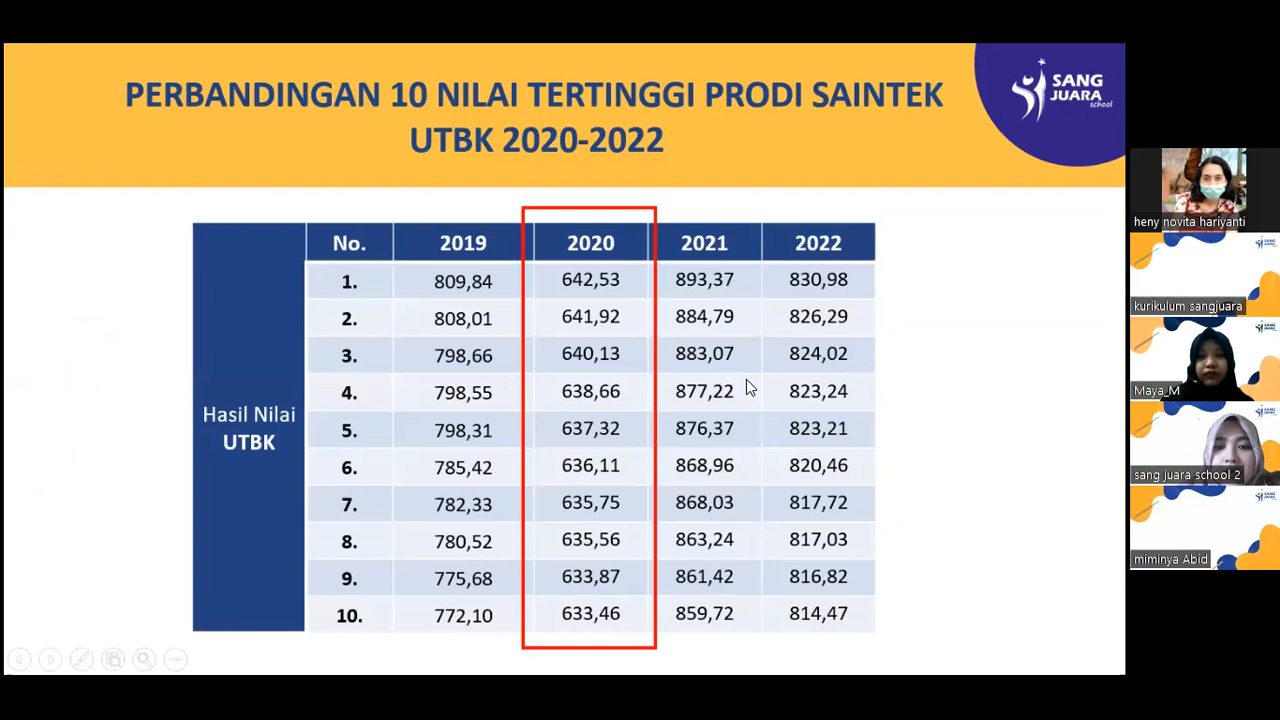 PERBANDINGAN 10 NILAI TERTINGGI PRODI SAINTEK
UTBK 2020-2022
SANG
JUARA
school
Hasil Nilai
UTBK
No. 2019 2020 2021 2022
1. 809,84 642,53 893,37 830,98
2. 808,01 641,92 884,79 826,29
3. 798,66 640,13 883,07 824,02
4. 798,55 638,66 877,22 823,24
5. 798,31 637,32 876,37 823,21
6. 785,42 636,11 868,96 820,46
7. 782,33 635,75 868,03 817,72
8. 780,52 635,56 863,24 817,03
9. 775,68 633,87 861,42 816,82
10. 772,10 633,46 859,72 814,47
heny novita hariyanti
kurikulum sangjuara
Maya_M
sang juara school 2
miminya Abid